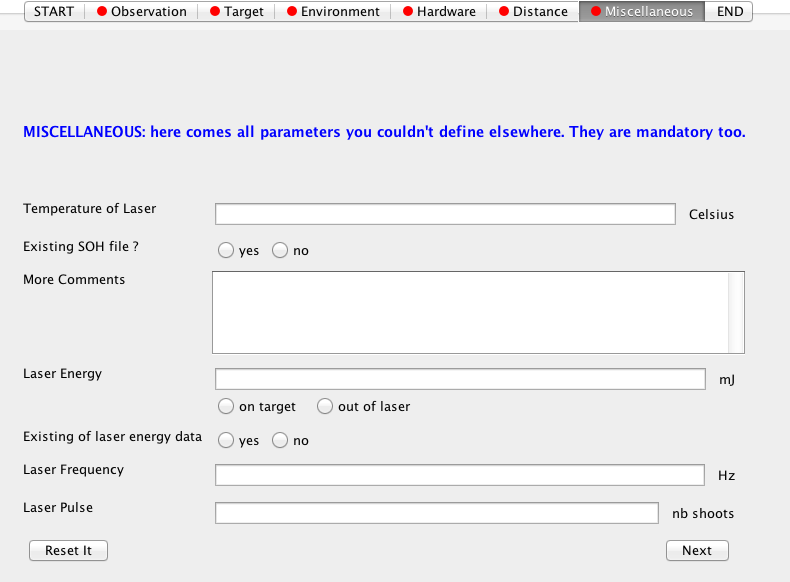 START Observation Target Environment Hardware Distance Miscellaneous END
MISCELLANEOUS: here comes all parameters you couldn't define elsewhere. They are mandatory too.
Temperature of Laser Celsius
Existing SOH file ? yes no
More Comments
Laser Energy mJ
on target out of laser
Existing of laser energy data yes no
Laser Frequency Hz
Laser Pulse nb shoots
Reset It Next